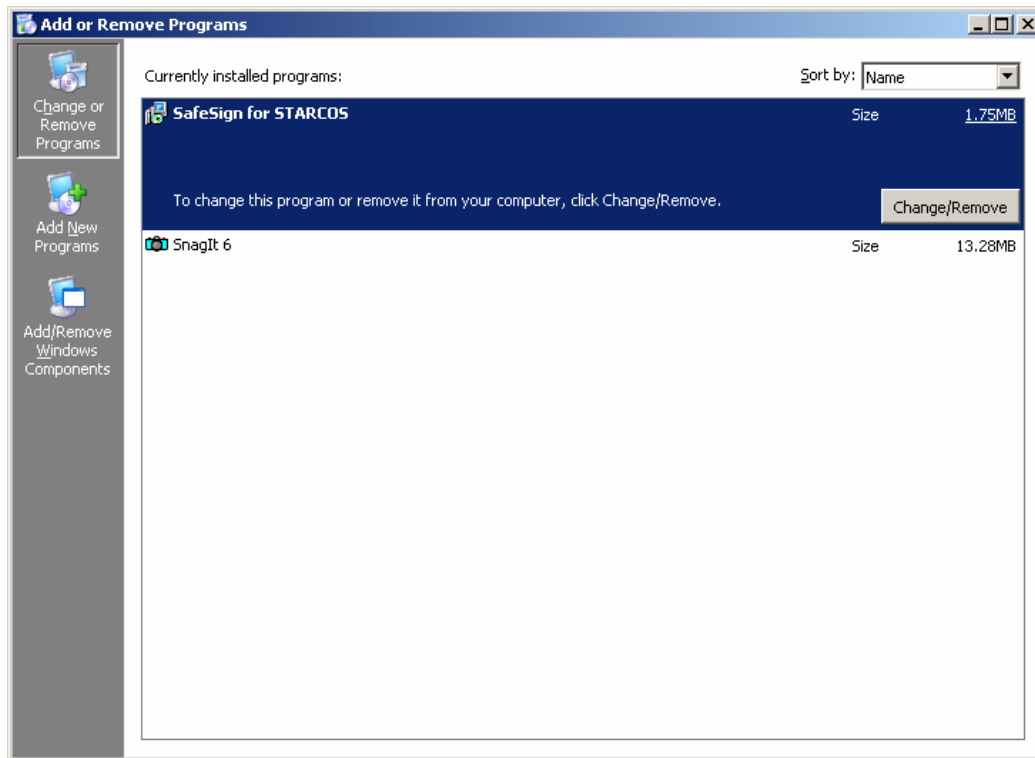 Add or Remove Programs
Change or
Remove
Programs
Add New
Programs
Add/Remove
Windows
Components
Currently installed programs:
Sort by: Name
SafeSign for STARCOS Size 1.75MB
To change this program or remove it from your computer, click Change/Remove. Change/Remove
SnagIt 6 Size 13.28MB